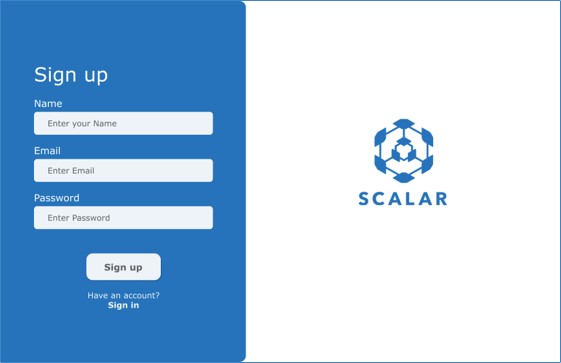 Sign up
Name
Enter your Name
Email
Enter Email
Password
Enter Password
Sign up
Have an account?
Sign in
SCALAR